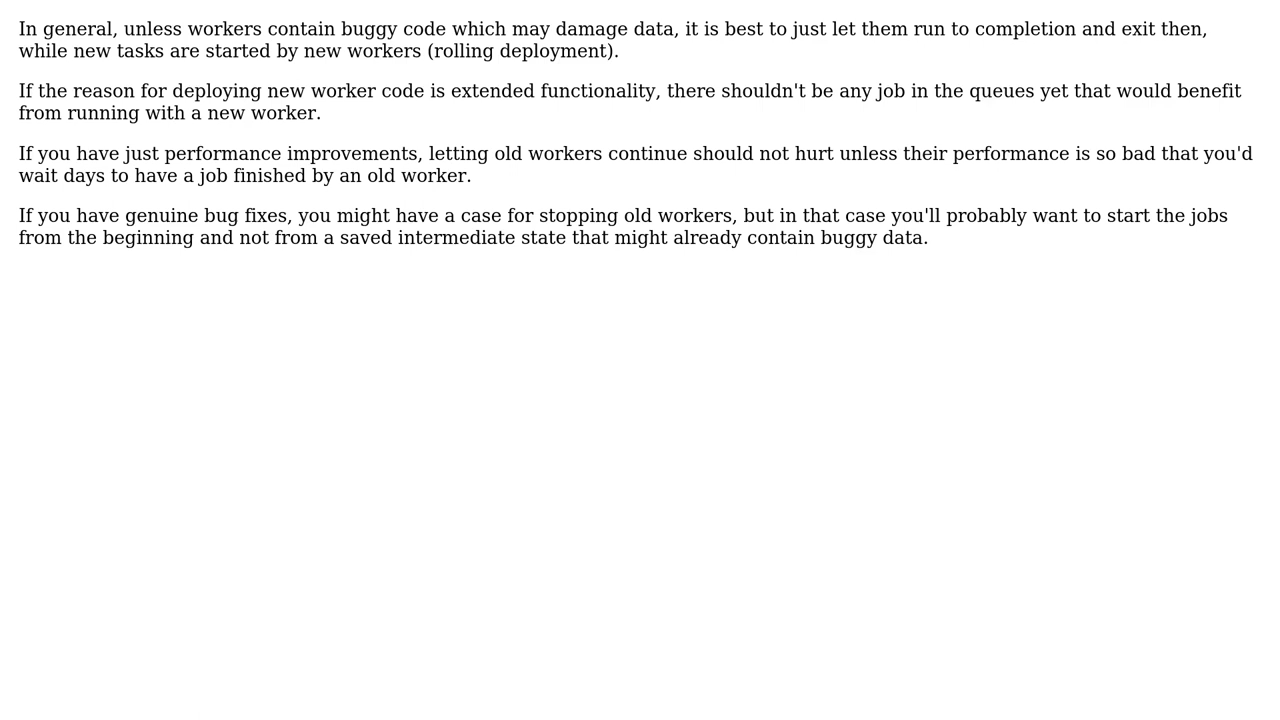 In general, unless workers contain buggy code which may damage data, it is best to just let them run to completion and exit then,
while new tasks are started by new workers (rolling deployment).
If the reason for deploying new worker code is extended functionality, there shouldn't be any job in the queues yet that would benefit
from running with a new worker.
If you have just performance improvements, letting old workers continue should not hurt unless their performance is so bad that you'd
wait days to have a job finished by an old worker.
If you have genuine bug fixes, you might have a case for stopping old workers, but in that case you'll probably want to start the jobs
from the beginning and not from a saved intermediate state that might already contain buggy data.